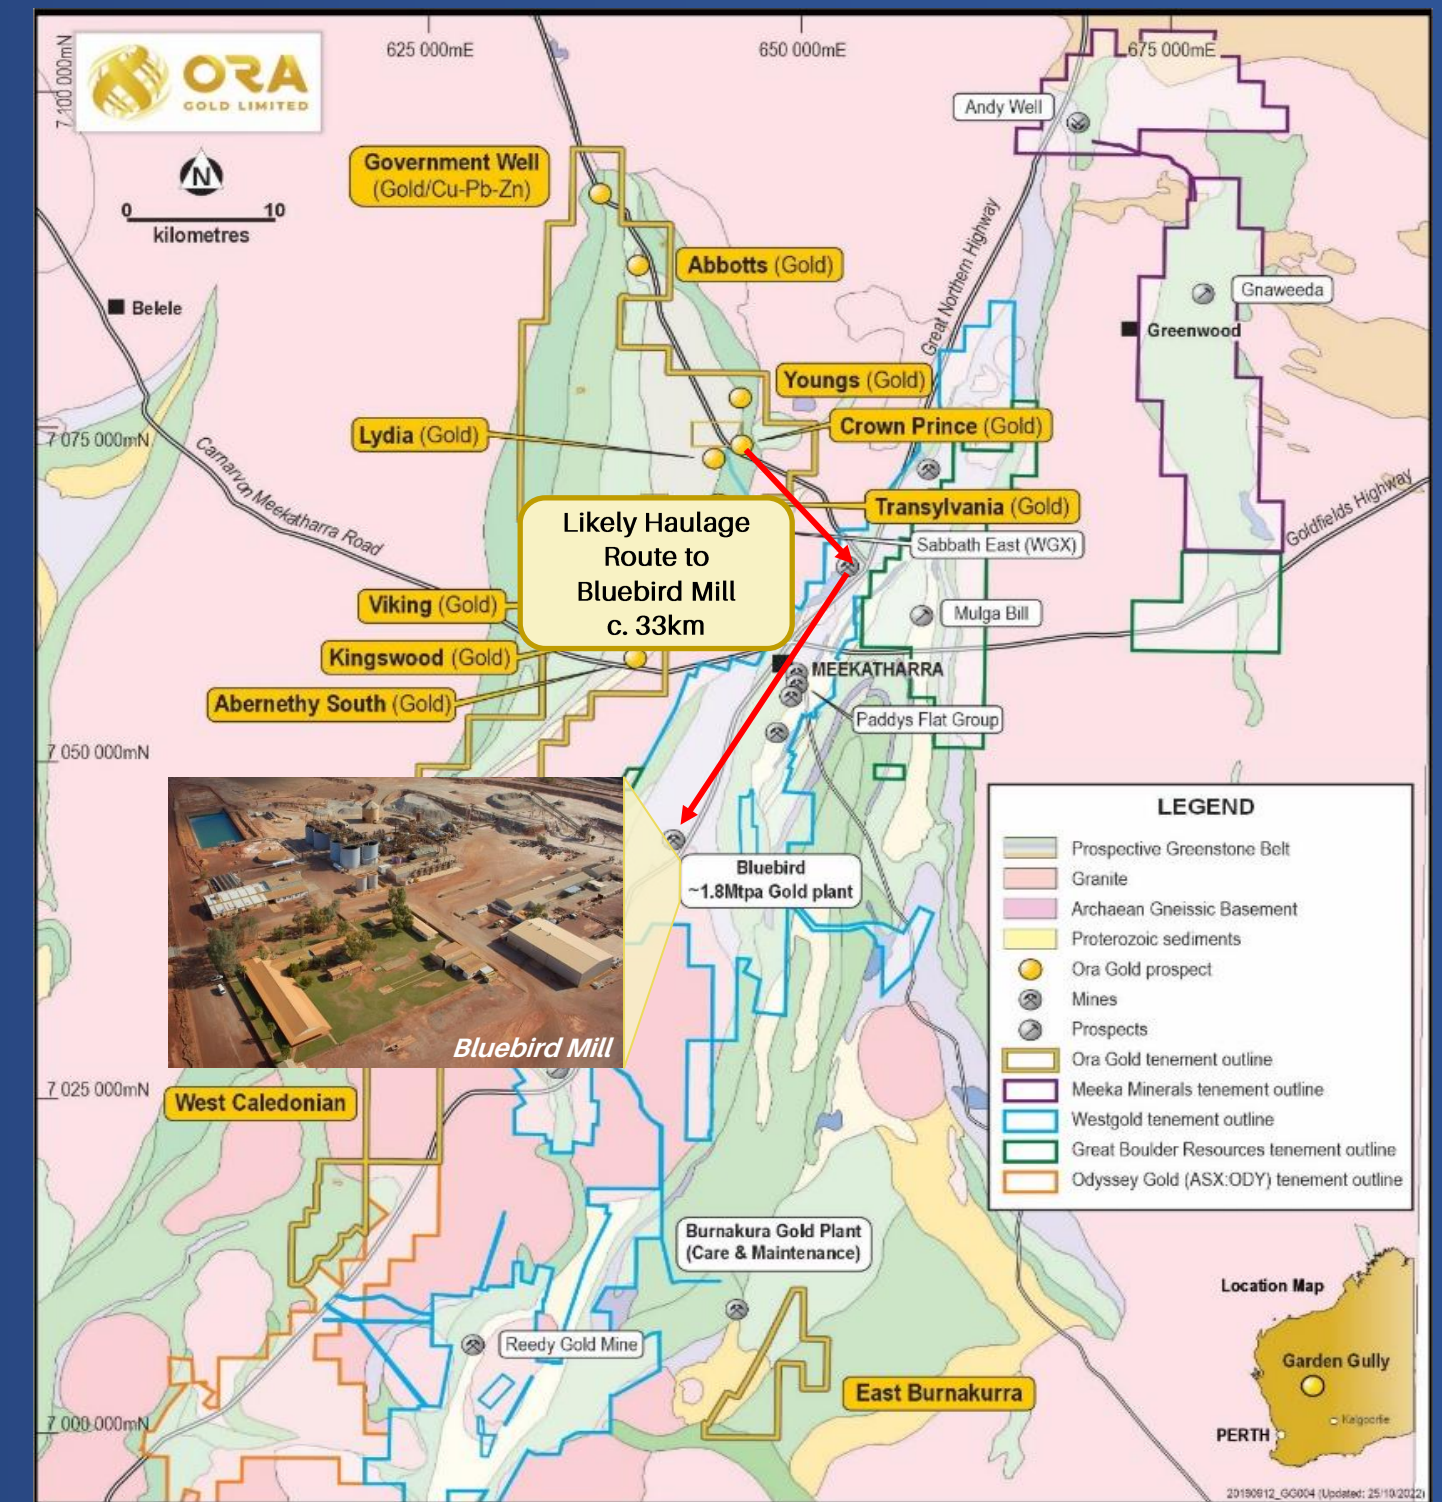 ORA
GOLD LIMITED
625 000mE
650 000mE
675 000mE
7 100 000mN
N
0 10
kilometres
Government Well
(Gold/Cu-Pb-Zn)
Andy Well
Abbotts (Gold)
Great Northern Highway
Gnaweeda
Belele
Greenwood
Youngs (Gold)
Lydia (Gold)
Crown Prince (Gold)
7 075 000mN
Carnarvon Meekatharra Road
Goldfields Highway
Transylvania (Gold)
Likely Haulage
Route to
Bluebird Mill
c. 33km
Sabbath East (WGX)
Viking (Gold)
Mulga Bill
Kingswood (Gold)
MEEKATHARRA
Abernethy South (Gold)
Paddys Flat Group
7 050 000mN
Bluebird
~1.8Mtpa Gold plant
Bluebird Mill
LEGEND
Prospective Greenstone Belt
Granite
Archaean Gneissic Basement
Proterozoic sediments
Ora Gold prospect
Mines
Prospects
Ora Gold tenement outline
Meeka Minerals tenement outline
Westgold tenement outline
Great Boulder Resources tenement outline
Odyssey Gold (ASX:ODY) tenement outline
7 025 000mN
West Caledonian
Burnakura Gold Plant
(Care & Maintenance)
Reedy Gold Mine
East Burnakurra
7 000 000mN
Location Map
Garden Gully
Kalgoorlie
PERTH
20190912_GG004 (Updated: 25/10/2022)